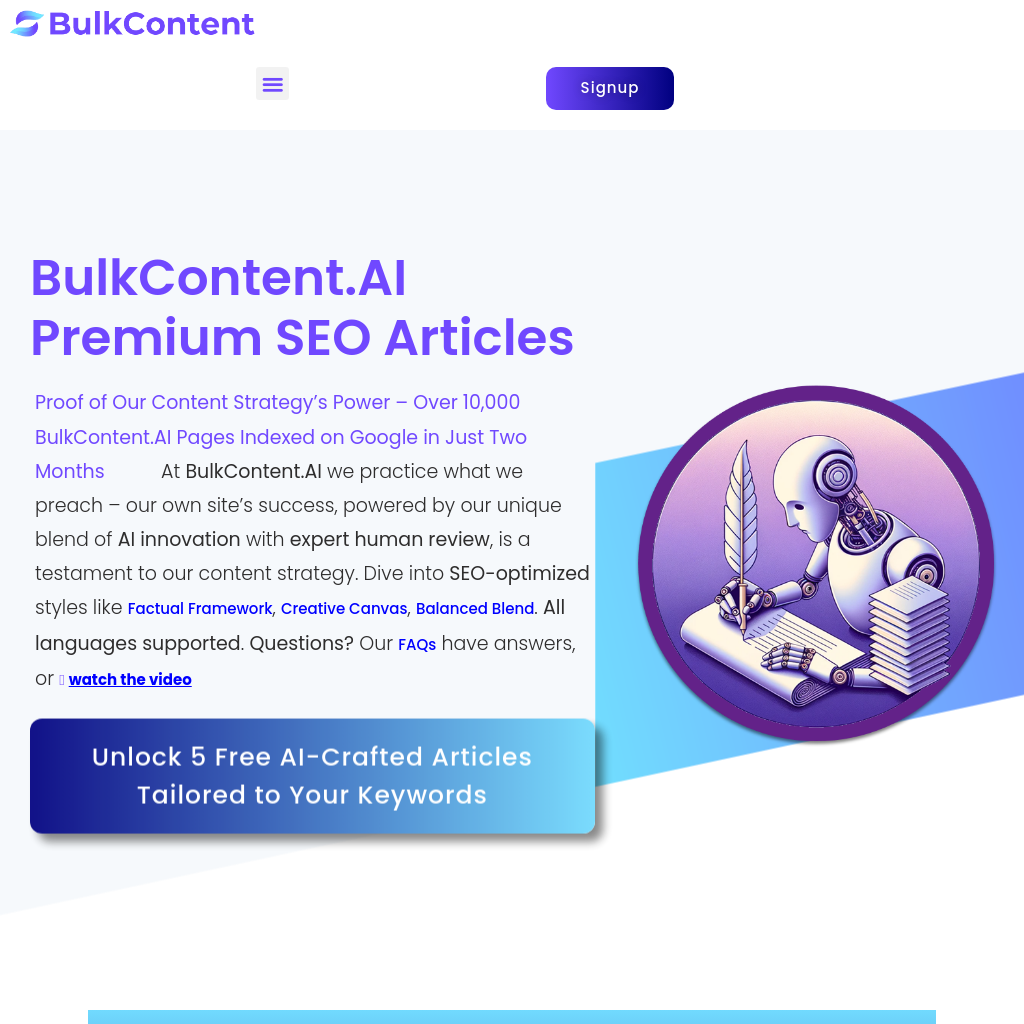 BulkContent
Signup
BulkContent.AI
Premium SEO Articles
Proof of Our Content Strategy’s Power – Over 10,000
BulkContent.AI Pages Indexed on Google in Just Two
Months At BulkContent.AI we practice what we
preach – our own site’s success, powered by our unique
blend of AI innovation with expert human review, is a
testament to our content strategy. Dive into SEO-optimized
styles like Factual Framework, Creative Canvas, Balanced Blend. All
languages supported. Questions? Our FAQs have answers,
or watch the video
Unlock 5 Free AI-Crafted Articles
Tailored to Your Keywords